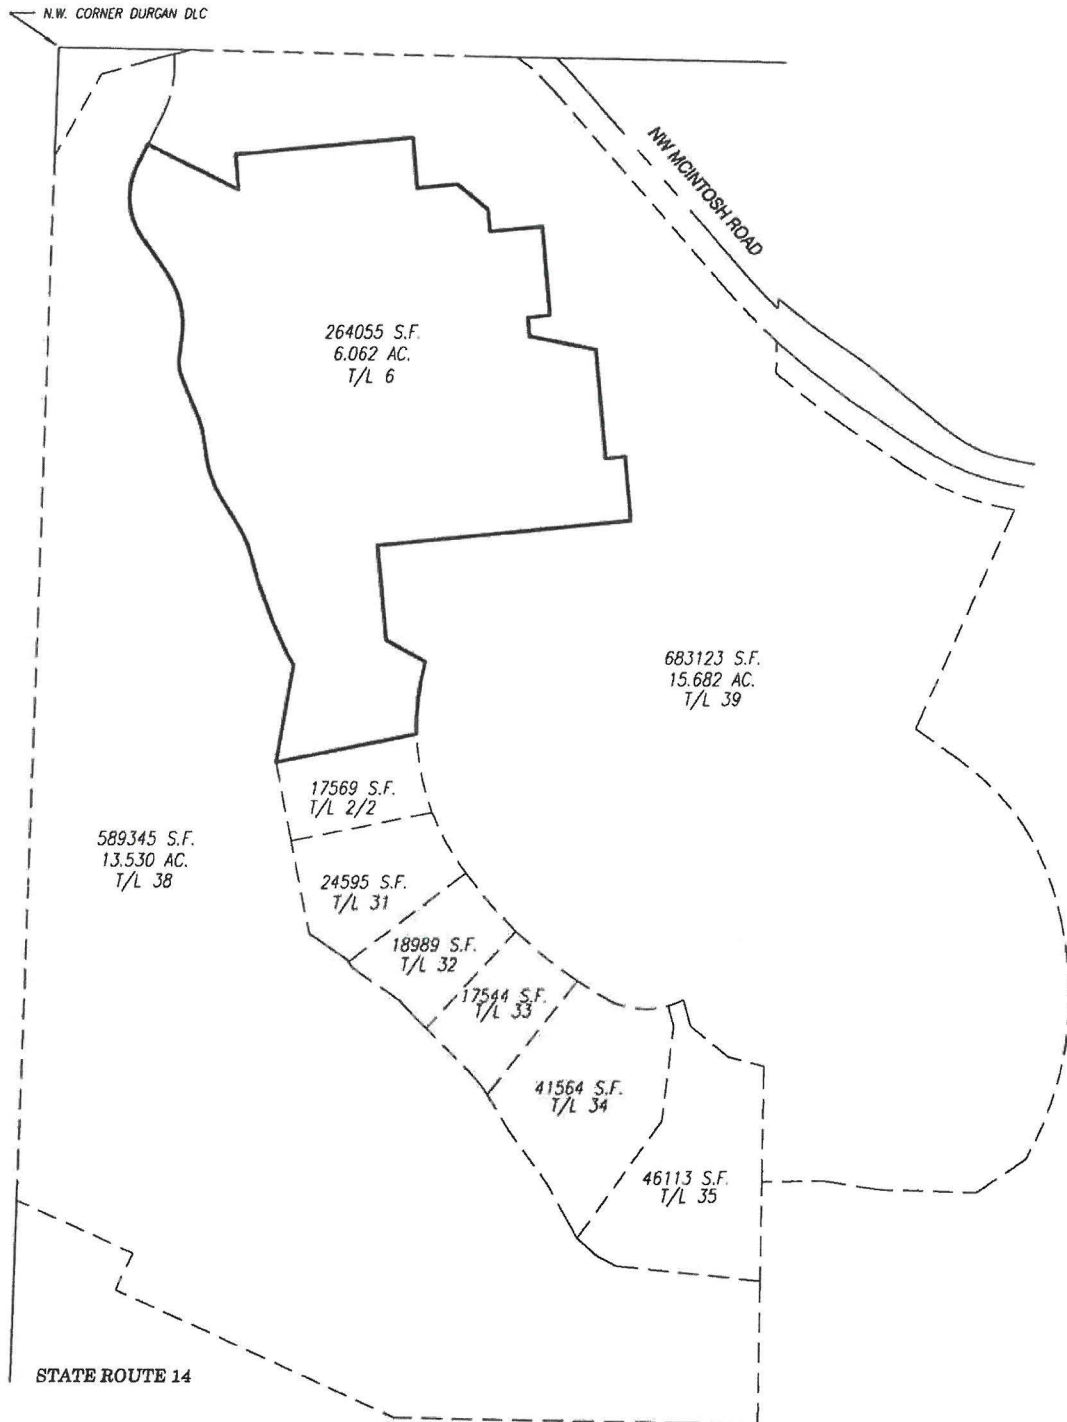 N.W. CORNER DURGAN DLC
NW MCINTOSH ROAD
264055 S.F.
6.062 AC.
T/L 6
683123 S.F.
15.682 AC.
T/L 39
17569 S.F.
T/L 2/2
589345 S.F.
13.530 AC.
T/L 38
24595 S.F.
T/L 31
18989 S.F.
T/L 32
17544 S.F.
T/L 33
41564 S.F.
T/L 34
46113 S.F.
T/L 35
STATE ROUTE 14